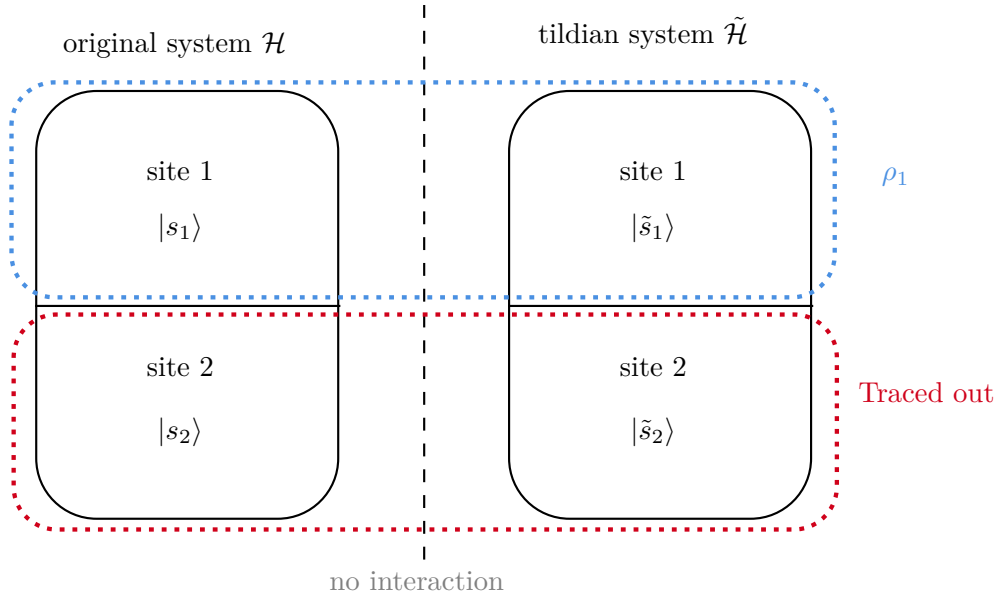 original system ℋ
tildian system ℋ̃
site 1
site 1
ρ₁
|s₁⟩
|s̃₁⟩
site 2
site 2
Traced out
|s₂⟩
|s̃₂⟩
no interaction